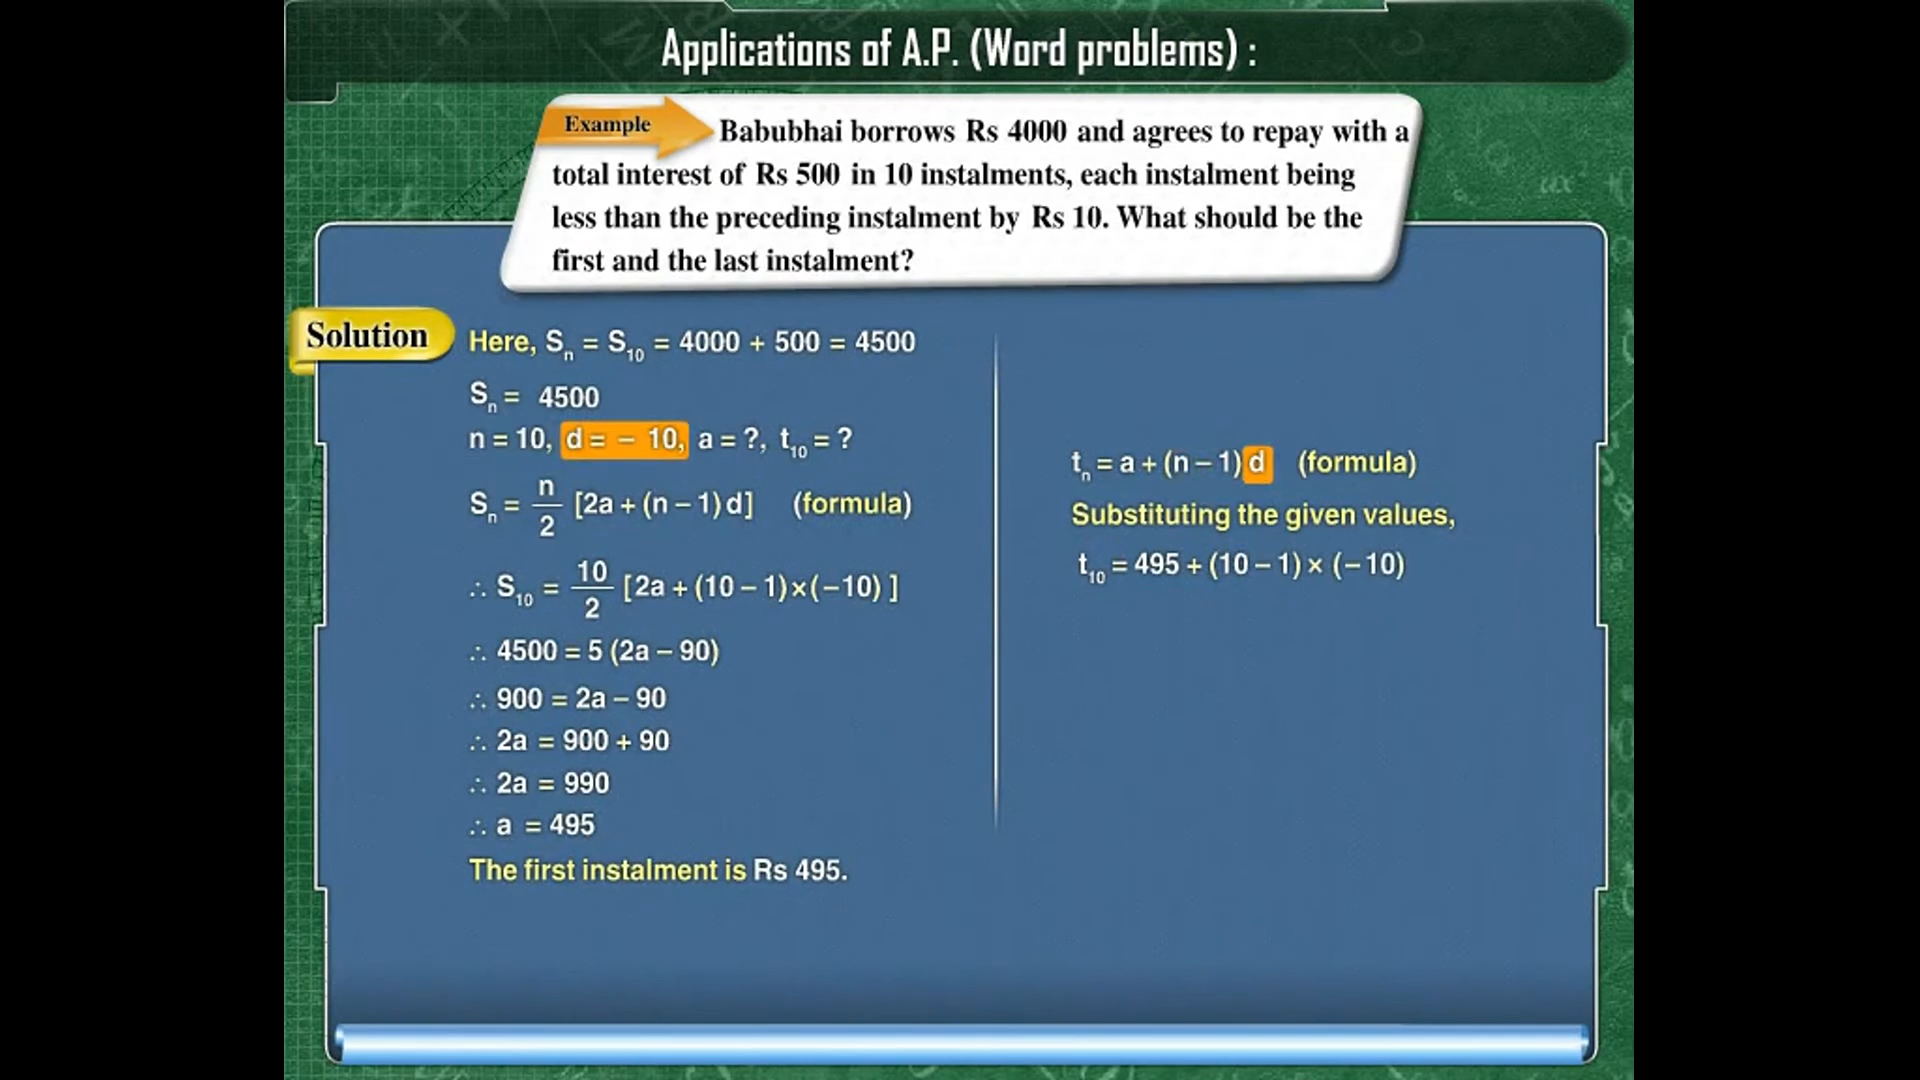 Applications of A.P. (Word problems) :
Example Babubhai borrows Rs 4000 and agrees to repay with a
total interest of Rs 500 in 10 instalments, each instalment being
less than the preceding instalment by Rs 10. What should be the
first and the last instalment?
Solution
Here, Sₙ = S₁₀ = 4000 + 500 = 4500
Sₙ = 4500
n = 10, d = − 10, a = ?, t₁₀ = ?
Sₙ = n/2 [2a + (n − 1) d] (formula)
∴ S₁₀ = 10/2 [2a + (10 − 1)×(−10) ]
∴ 4500 = 5 (2a − 90)
∴ 900 = 2a − 90
∴ 2a = 900 + 90
∴ 2a = 990
∴ a = 495
The first instalment is Rs 495.
tₙ = a + (n − 1) d (formula)
Substituting the given values,
t₁₀ = 495 + (10 − 1) × (−10)